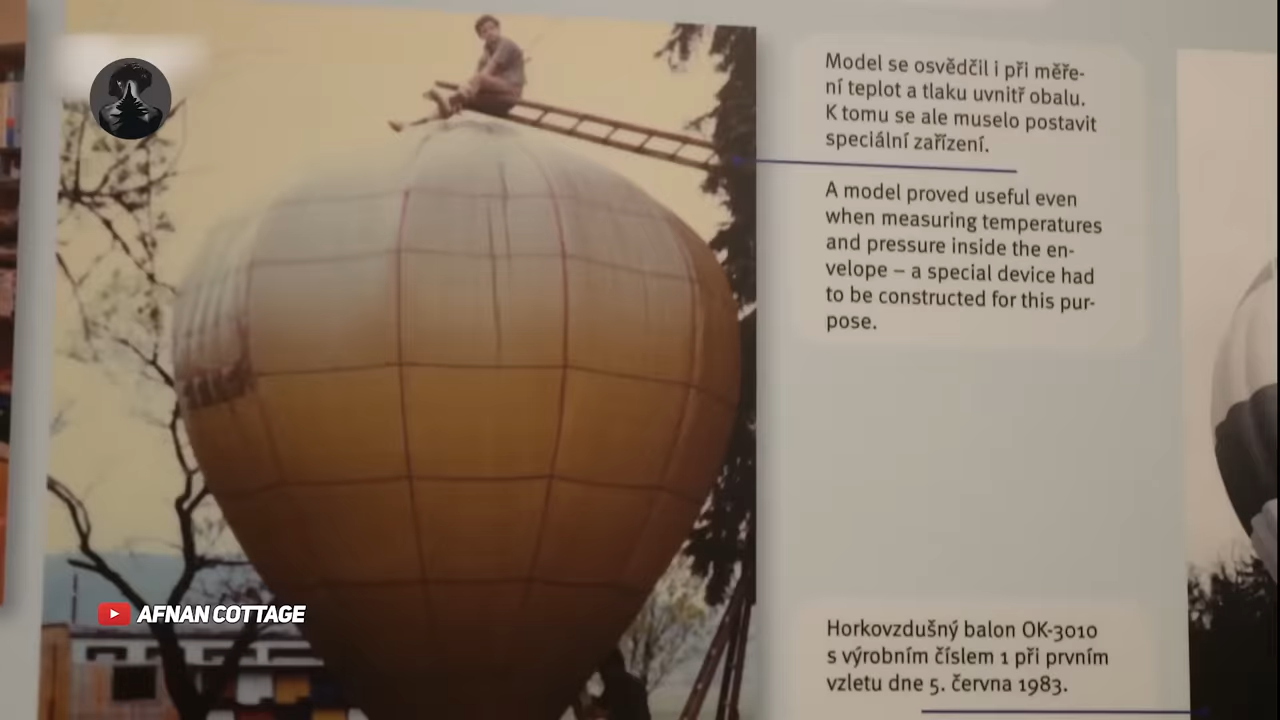 Model se osvědčil i při měře-
ní teplot a tlaku uvnitř obalu.
K tomu se ale muselo postavit
speciální zařízení.
A model proved useful even
when measuring temperatures
and pressure inside the en-
velope – a special device had
to be constructed for this pur-
pose.
AFNAN COTTAGE
Horkovzdušný balon OK-3010
s výrobním číslem 1 při prvním
vzletu dne 5. června 1983.